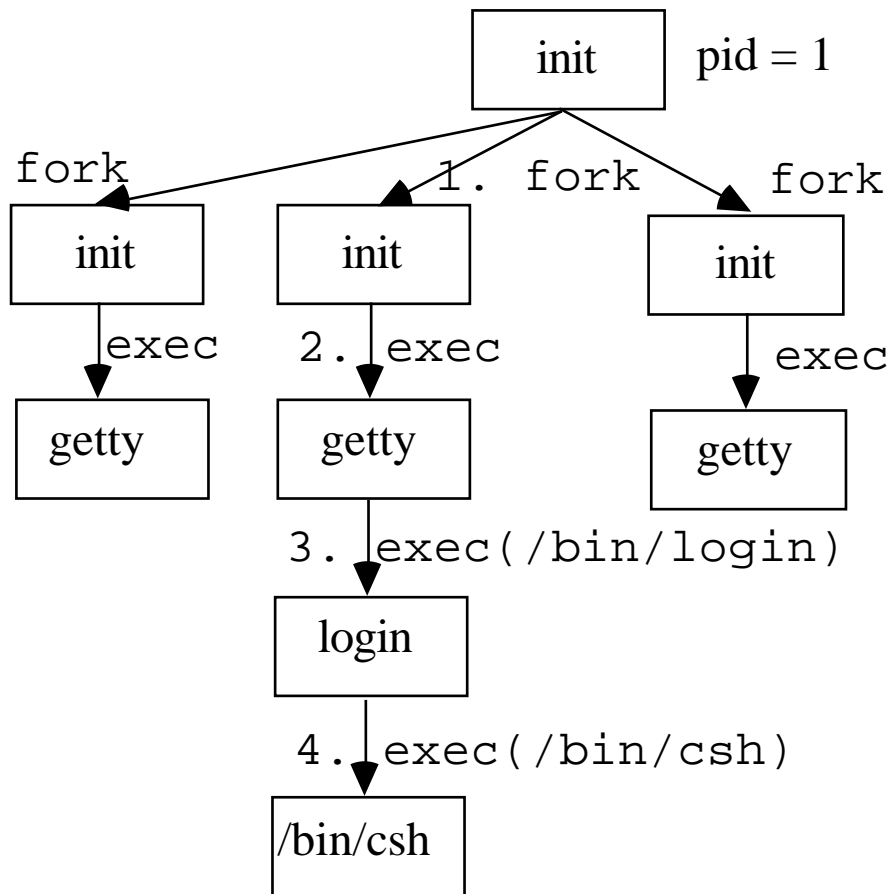 init pid = 1
fork 1. fork fork
init init init
exec 2. exec exec
getty getty getty
3. exec(/bin/login)
login
4. exec(/bin/csh)
/bin/csh